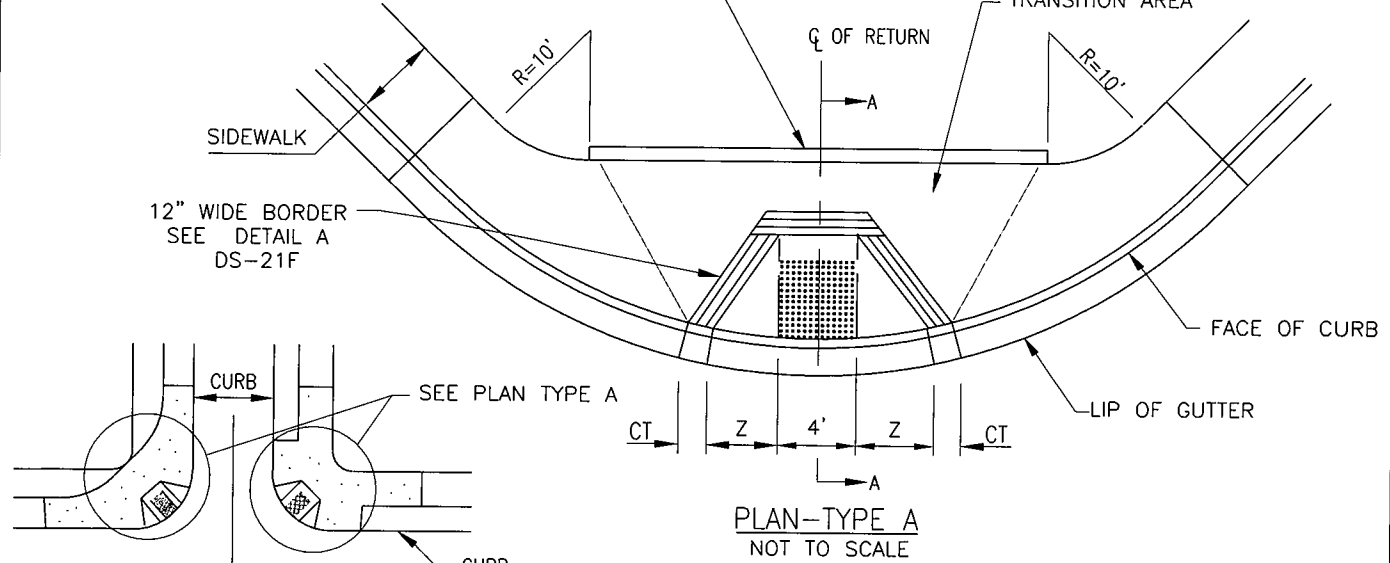 TRANSITION AREA
℄ OF RETURN
R=10'
R=10'
A
SIDEWALK
12" WIDE BORDER
SEE DETAIL A
DS-21F
FACE OF CURB
CURB
SEE PLAN TYPE A
LIP OF GUTTER
CT
Z
4'
Z
CT
A
PLAN-TYPE A
NOT TO SCALE
CURB